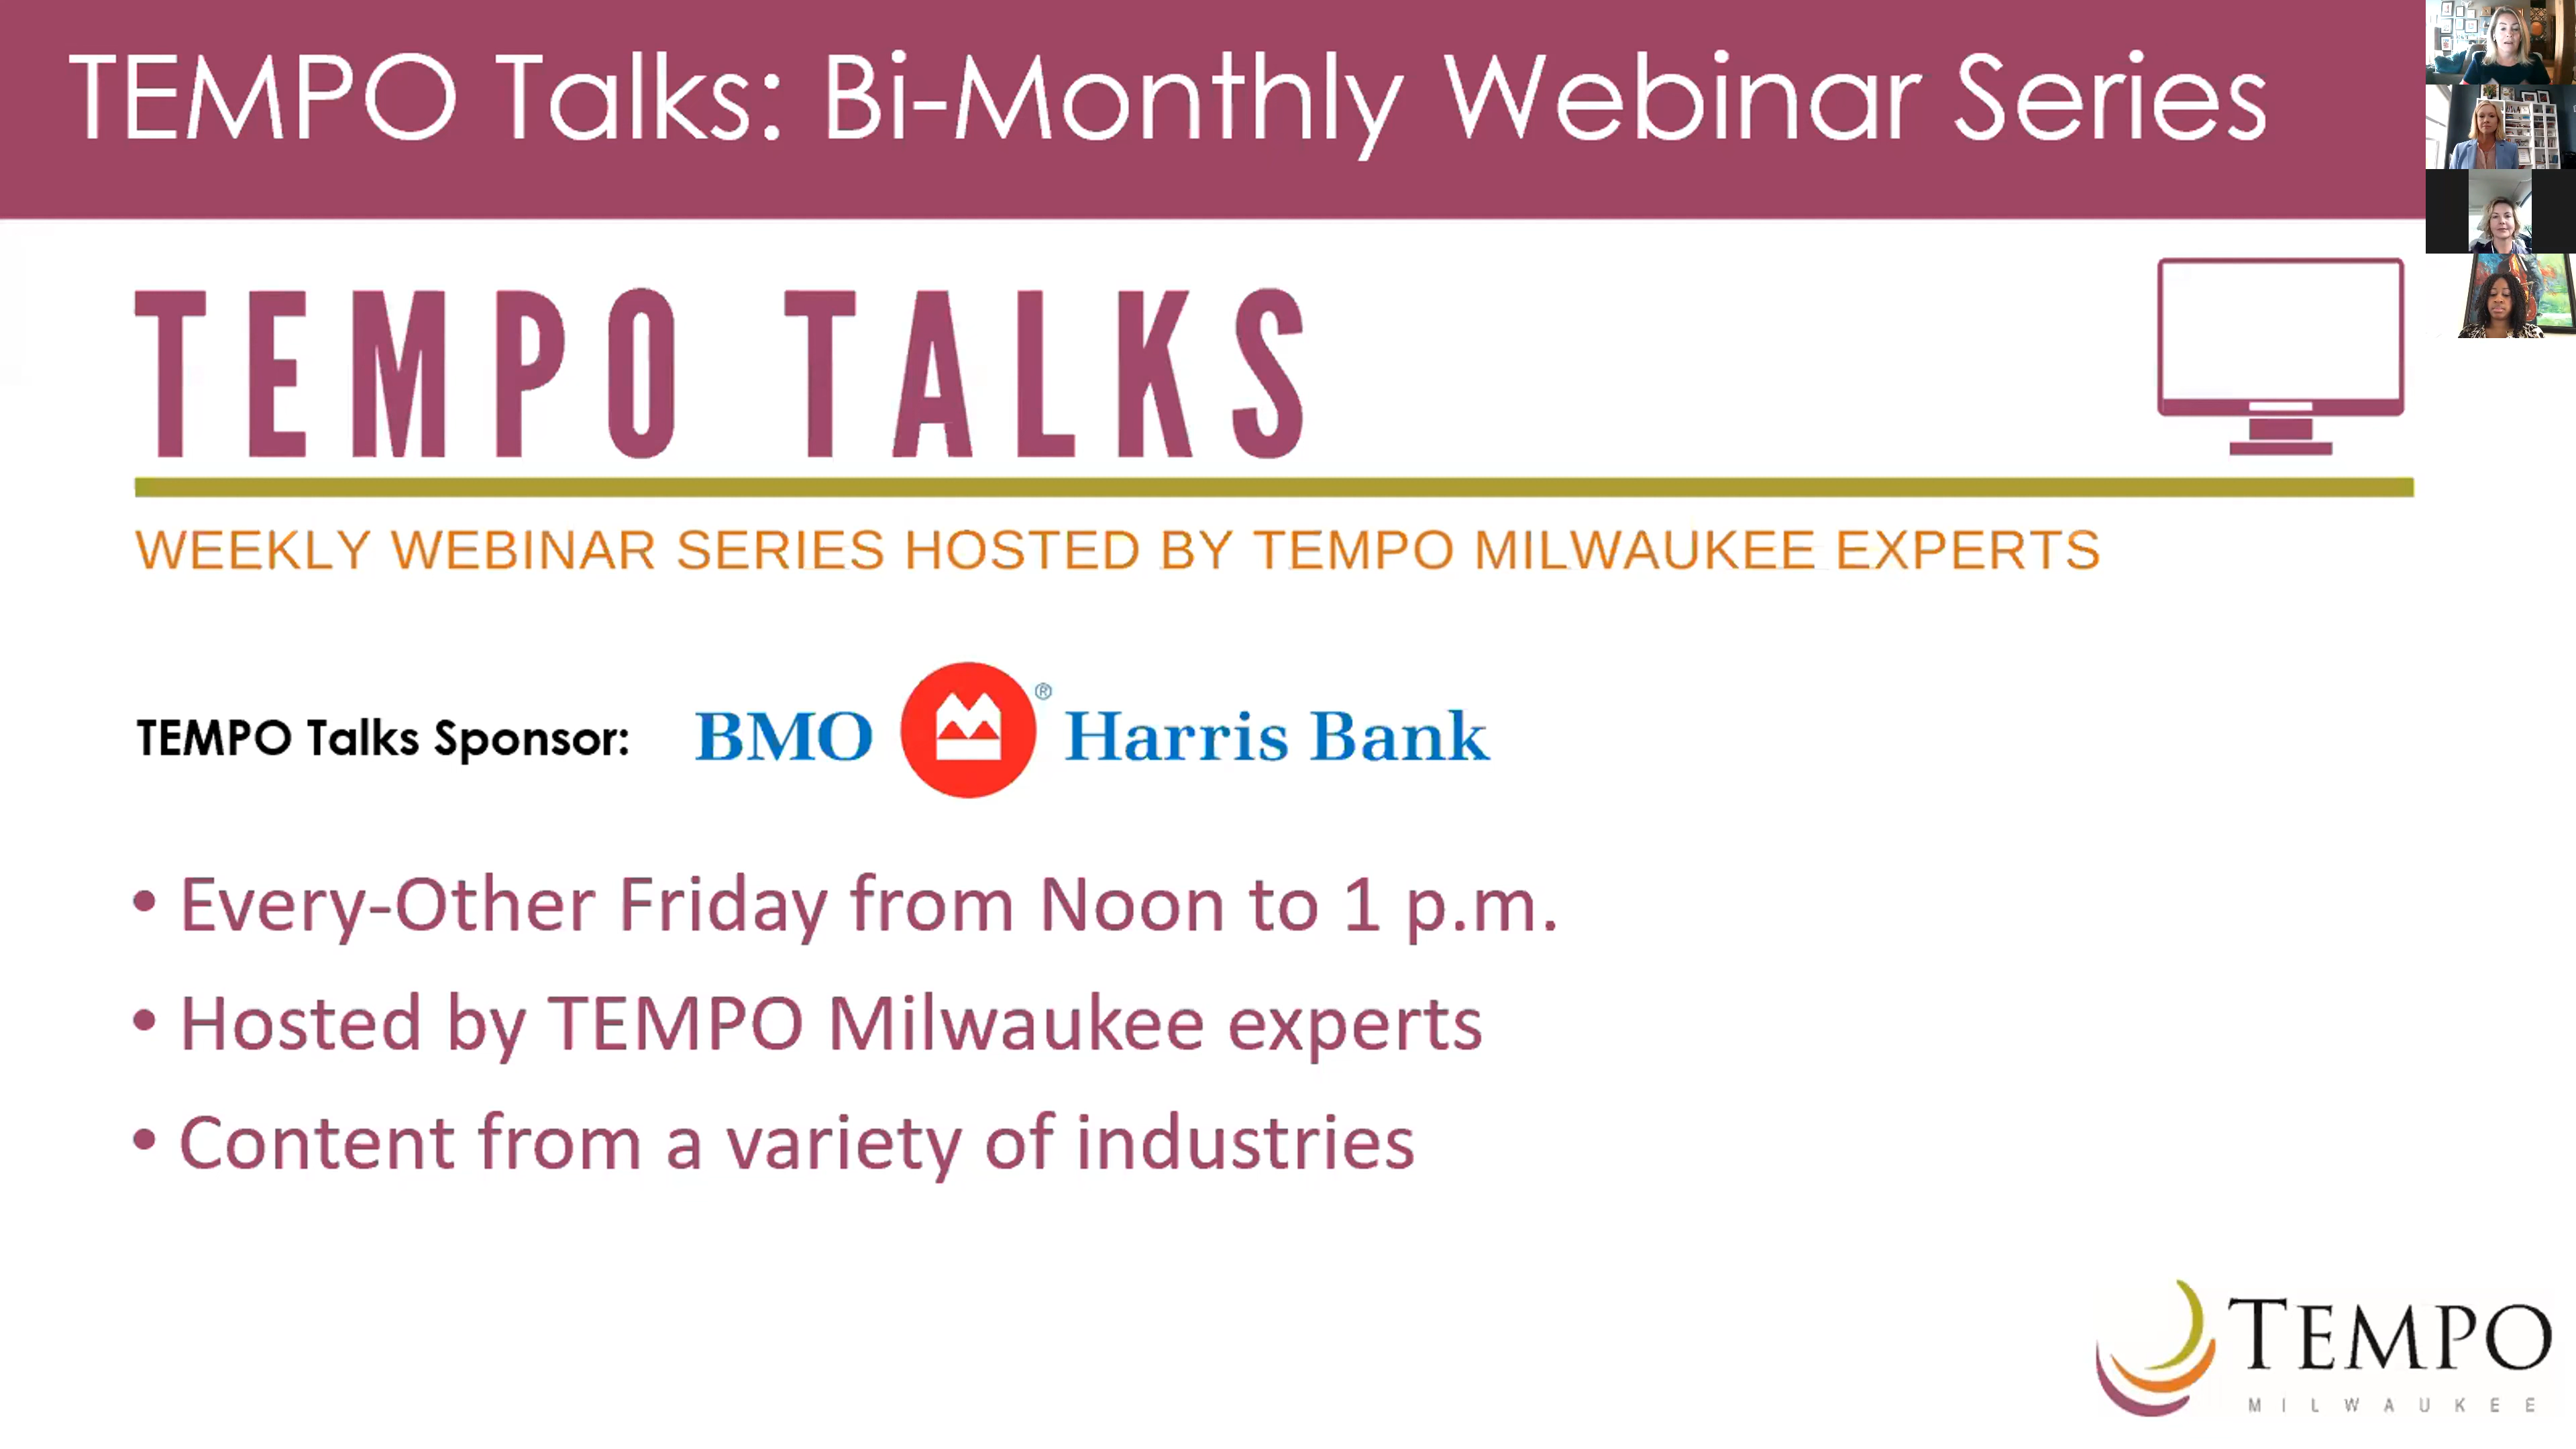 TEMPO Talks: Bi-Monthly Webinar Series
TEMPO TALKS
WEEKLY WEBINAR SERIES HOSTED BY TEMPO MILWAUKEE EXPERTS
TEMPO Talks Sponsor: BMO ® Harris Bank
• Every-Other Friday from Noon to 1 p.m.
• Hosted by TEMPO Milwaukee experts
• Content from a variety of industries
TEMPO
MILWAUKEE